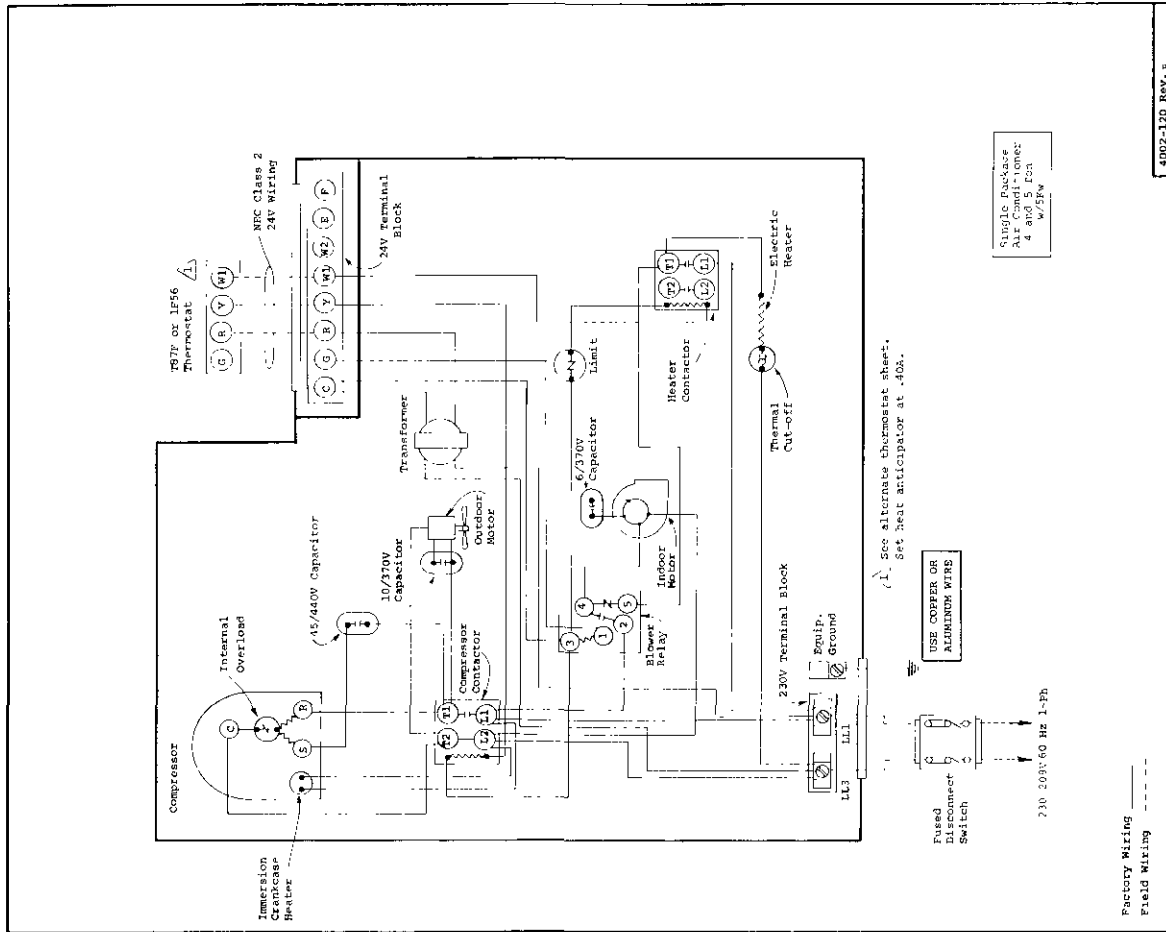 4002-120 Rev.
T87F or 1F56
Thermostat
1
G R Y W1
NEC Class 2
24V Wiring
C G R Y W1 W2 E F
24V Terminal
Block
Compressor
Internal
Overload
C
S R
Immersion
Crankcase
Heater
45/440V Capacitor
10/370V
Capacitor
Outdoor
Motor
Transformer
Compressor
Contactor
T2 T1
L2 L1
3 1 4 2 5
Blower
Relay
6/370V
Capacitor
Indoor
Motor
Limit
Heater
Contactor
T2 T1
L2 L1
Electric
Heater
Thermal
Cut-off
230V Terminal Block
Equip.
Ground
LL3 LL1
Single Package
Air Conditioner
4 and 5 Ton
w/5Kw
1 See alternate thermostat sheet.
Set heat anticipator at .40A.
USE COPPER OR
ALUMINUM WIRE
Fused
Disconnect
Switch
230 208V 60 Hz 1-Ph
Factory Wiring
Field Wiring